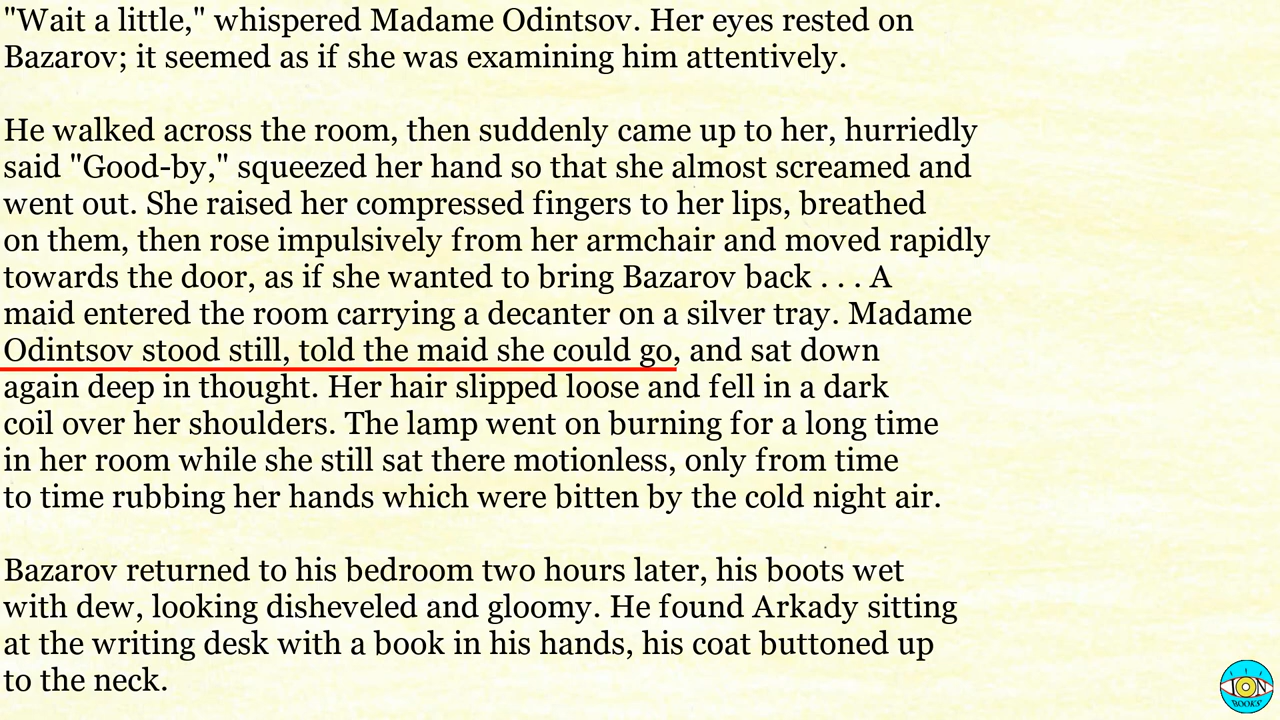 "Wait a little," whispered Madame Odintsov. Her eyes rested on
Bazarov; it seemed as if she was examining him attentively.
He walked across the room, then suddenly came up to her, hurriedly
said "Good-by," squeezed her hand so that she almost screamed and
went out. She raised her compressed fingers to her lips, breathed
on them, then rose impulsively from her armchair and moved rapidly
towards the door, as if she wanted to bring Bazarov back . . . A
maid entered the room carrying a decanter on a silver tray. Madame
Odintsov stood still, told the maid she could go, and sat down
again deep in thought. Her hair slipped loose and fell in a dark
coil over her shoulders. The lamp went on burning for a long time
in her room while she still sat there motionless, only from time
to time rubbing her hands which were bitten by the cold night air.
Bazarov returned to his bedroom two hours later, his boots wet
with dew, looking disheveled and gloomy. He found Arkady sitting
at the writing desk with a book in his hands, his coat buttoned up
to the neck.
ION
BOOKS